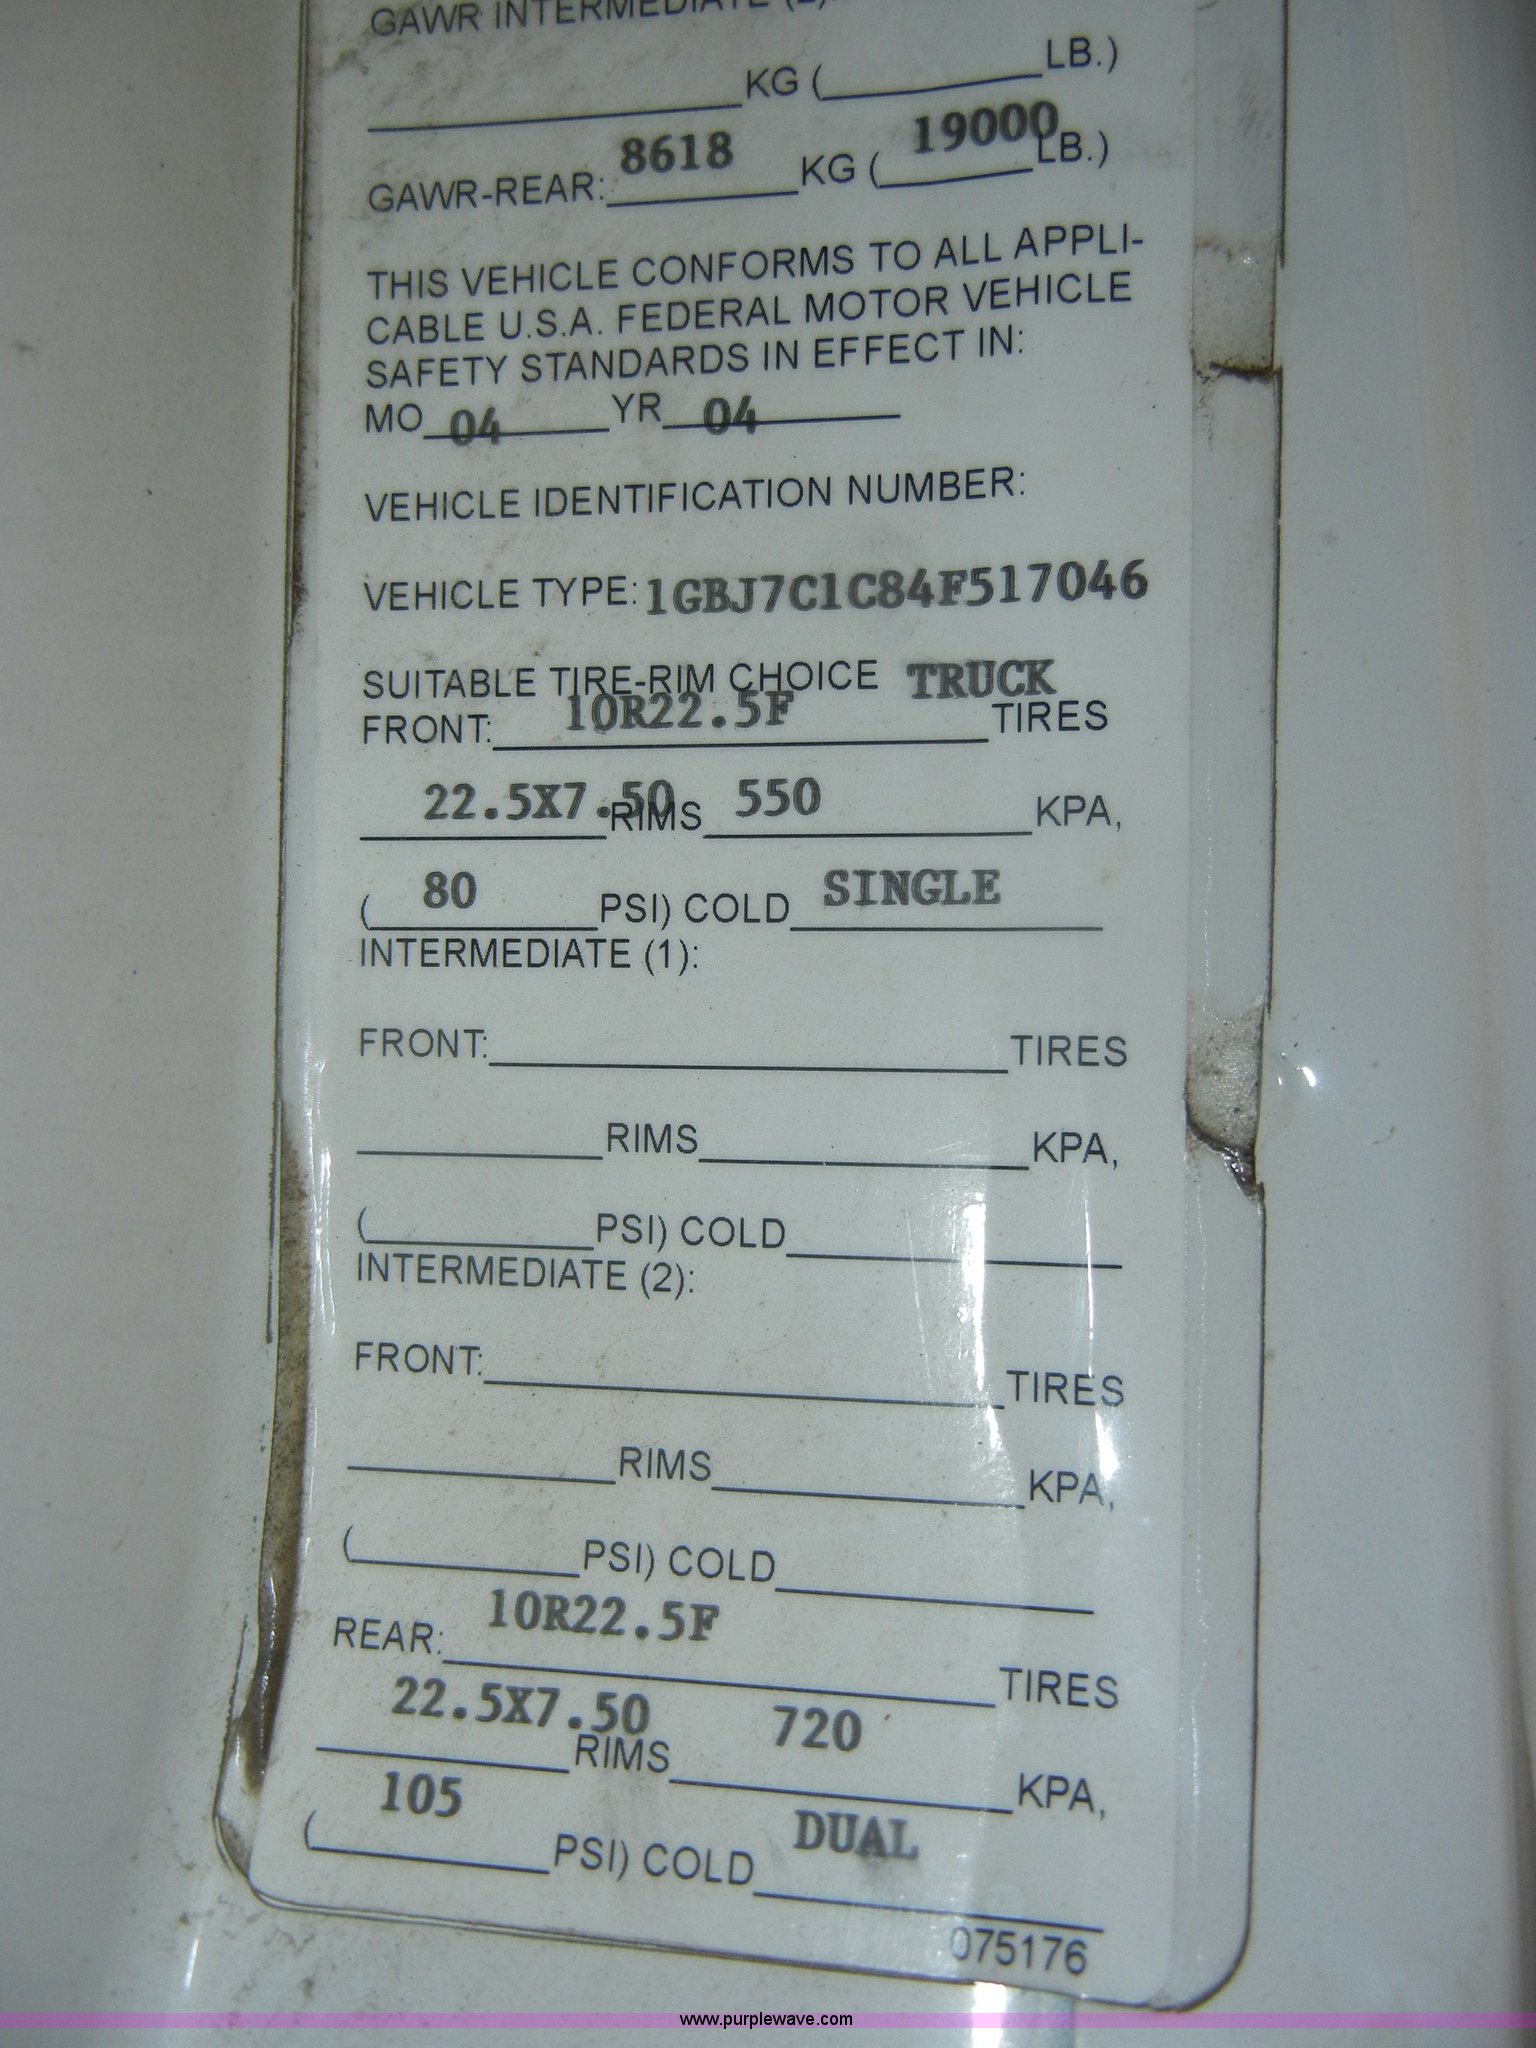 GAWR INTERMEDIATE (2):
KG ( LB.)
GAWR-REAR: 8618 KG ( 19000 LB.)
THIS VEHICLE CONFORMS TO ALL APPLI-
CABLE U.S.A. FEDERAL MOTOR VEHICLE
SAFETY STANDARDS IN EFFECT IN:
MO 04 YR 04
VEHICLE IDENTIFICATION NUMBER:
VEHICLE TYPE: 1GBJ7C1C84F517046
SUITABLE TIRE-RIM CHOICE TRUCK
FRONT: 10R22.5F TIRES
22.5X7.50 RIMS 550 KPA,
( 80 PSI) COLD SINGLE
INTERMEDIATE (1):
FRONT: TIRES
RIMS KPA,
( PSI) COLD
INTERMEDIATE (2):
FRONT: TIRES
RIMS KPA,
( PSI) COLD
REAR: 10R22.5F TIRES
22.5X7.50 RIMS 720 KPA,
( 105 PSI) COLD DUAL
075176
www.purplewave.com